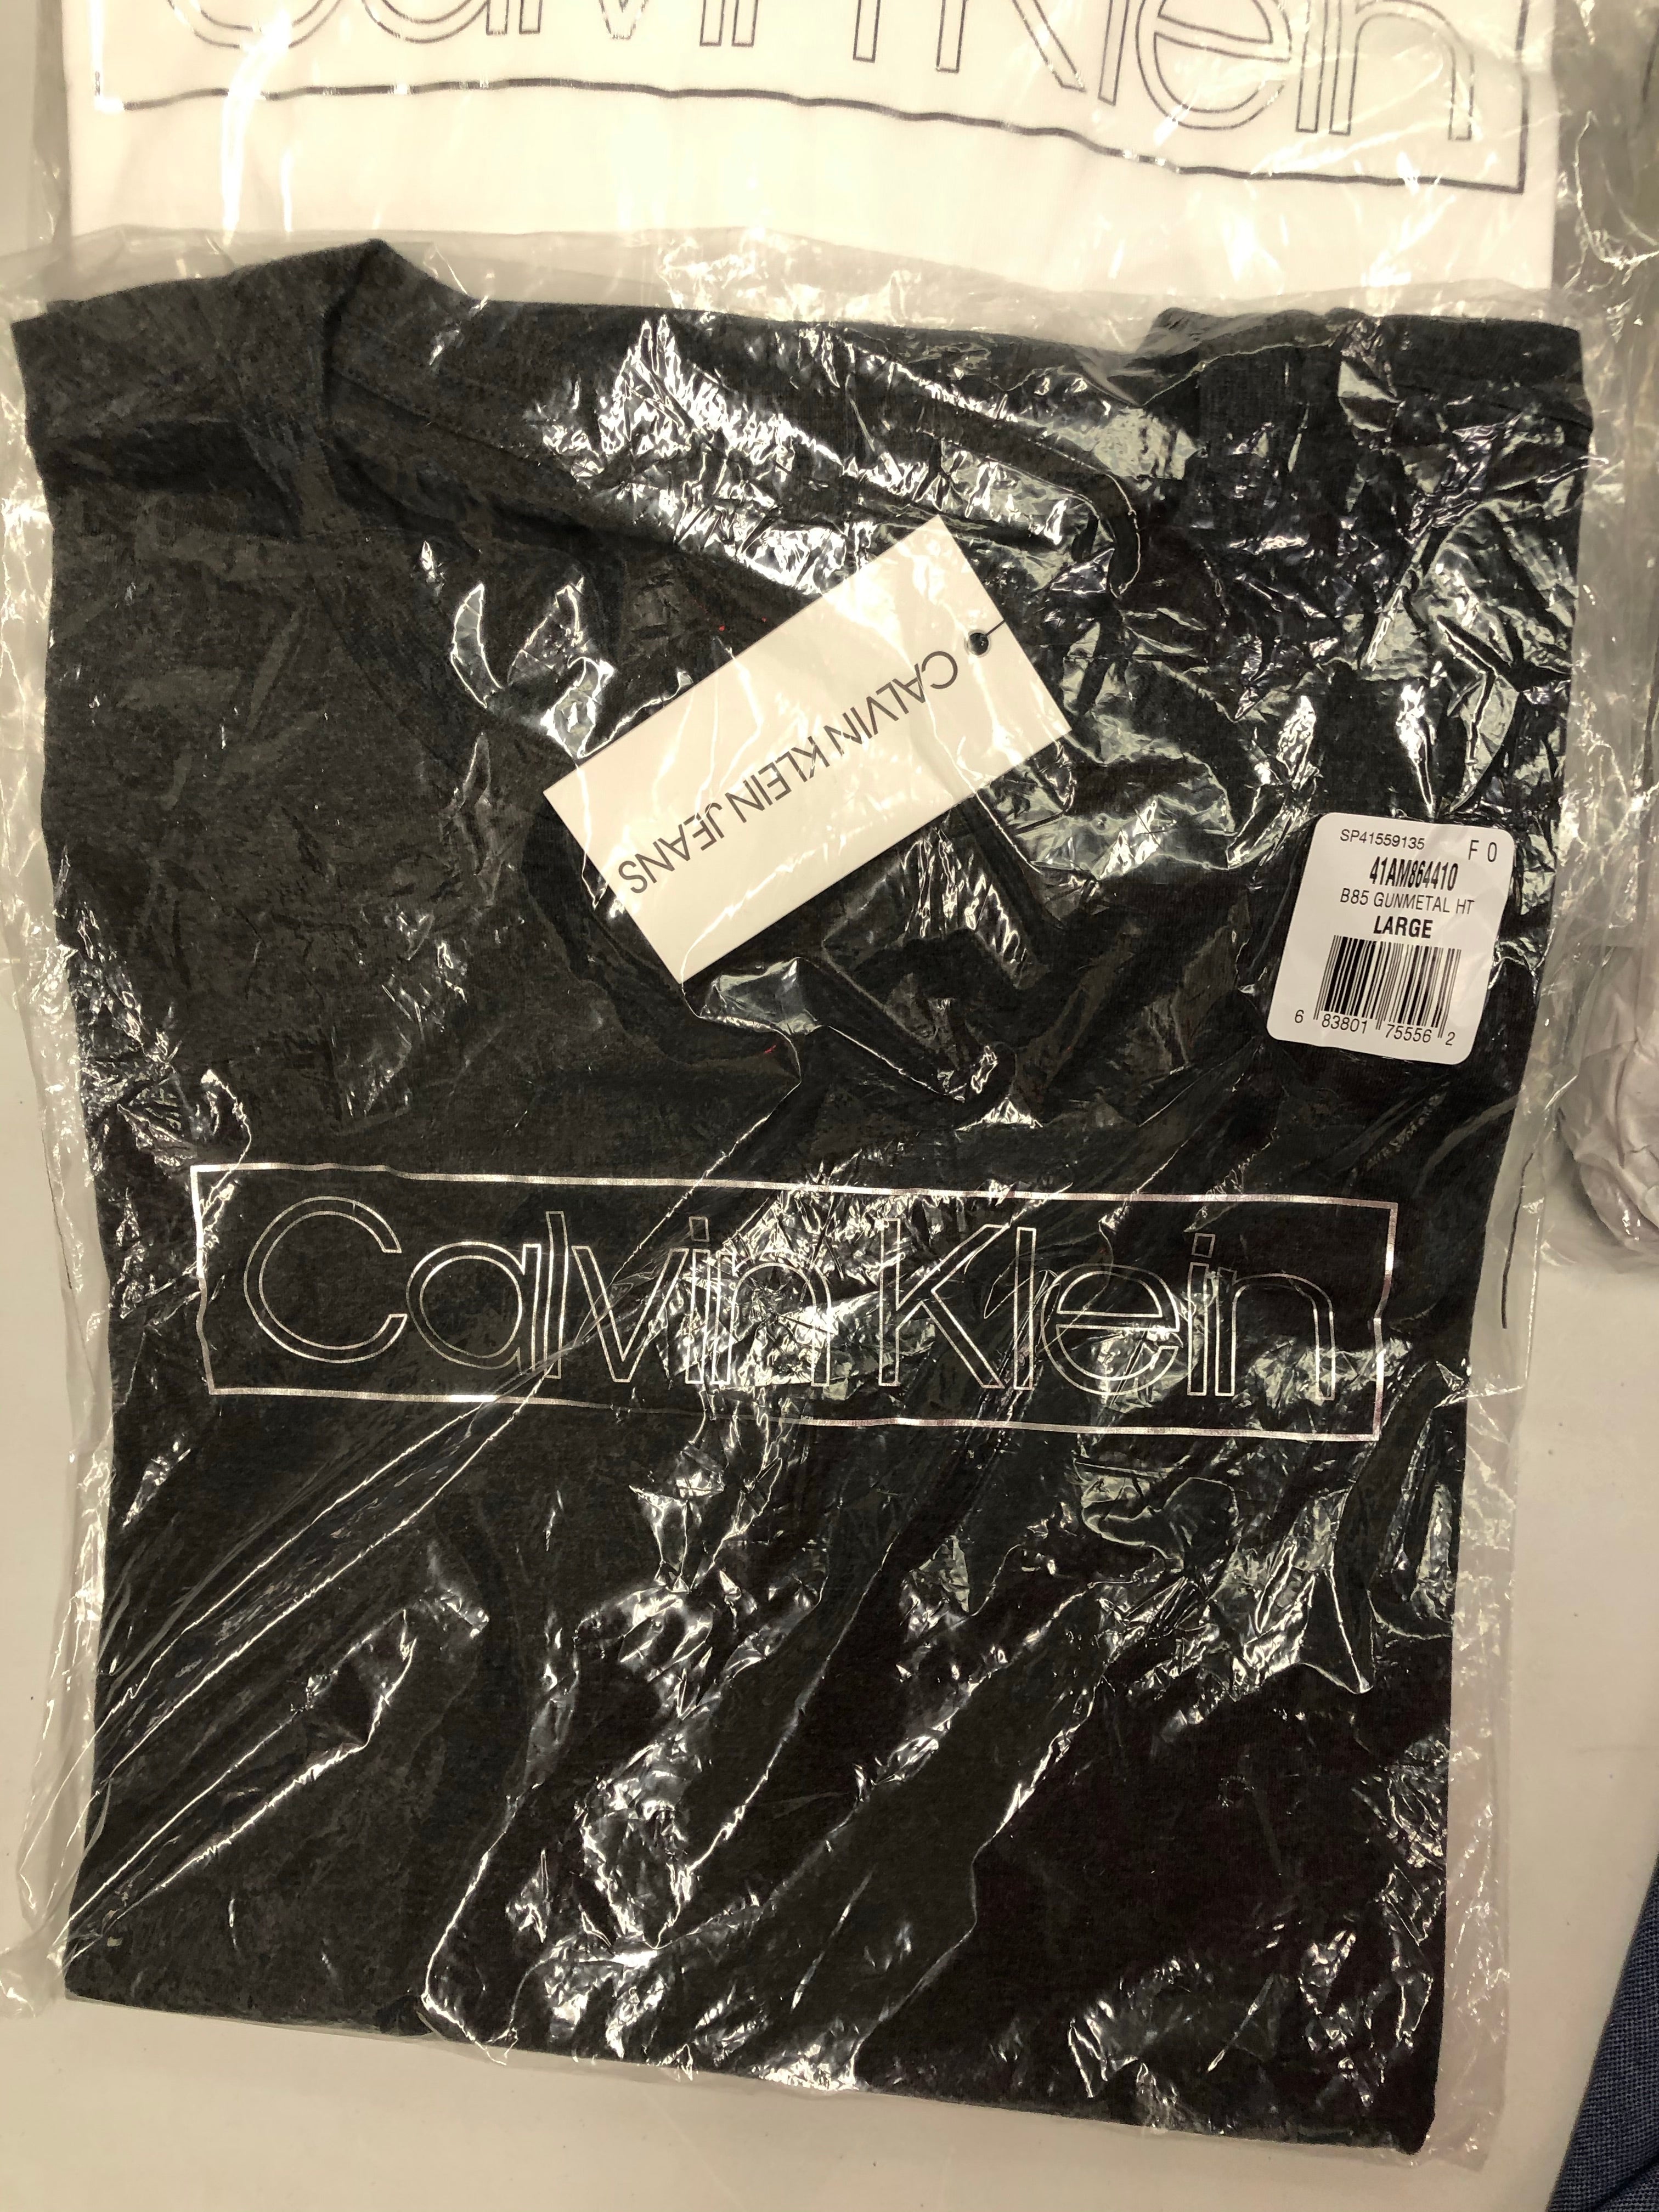 Calvin Klein
CALVIN KLEIN JEANS
SP41559135 F 0
41AM864410
B85 GUNMETAL HT
LARGE
6 83801 75556 2
Calvin Klein